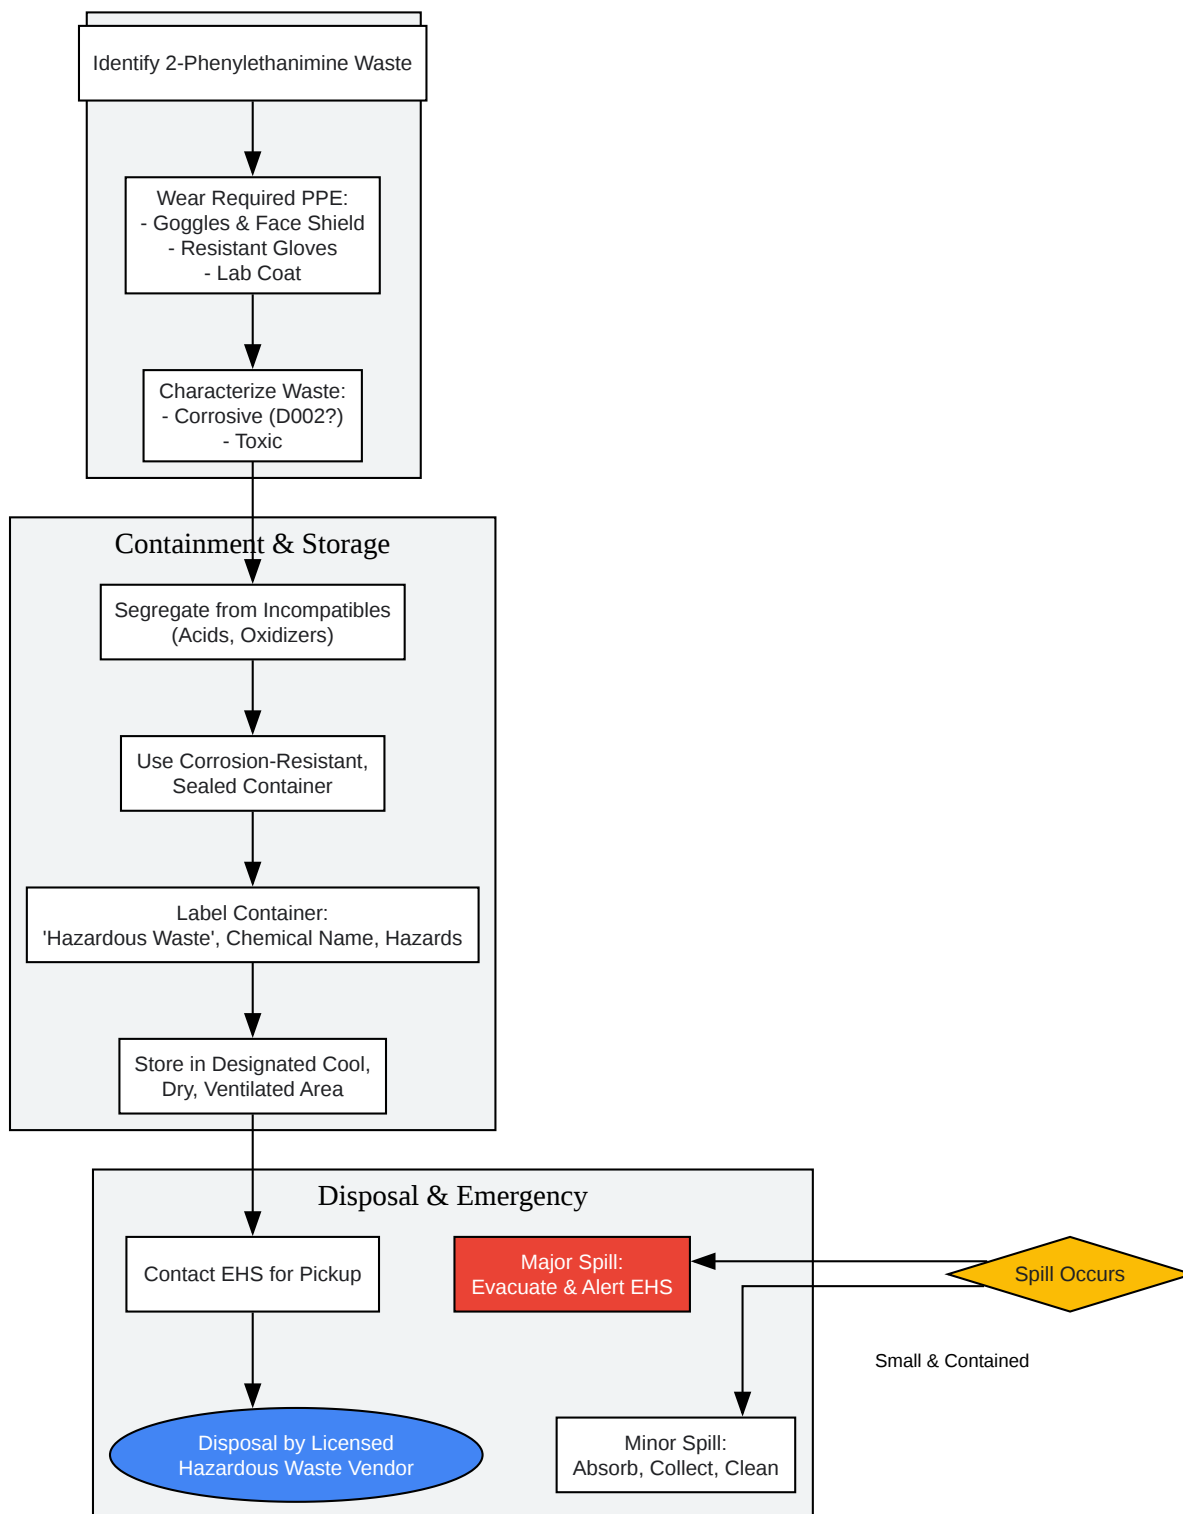 Identify 2-Phenylethanimine Waste
Wear Required PPE:
- Goggles & Face Shield
- Resistant Gloves
- Lab Coat
Characterize Waste:
- Corrosive (D002?)
- Toxic
Containment & Storage
Segregate from Incompatibles
(Acids, Oxidizers)
Use Corrosion-Resistant,
Sealed Container
Label Container:
'Hazardous Waste', Chemical Name, Hazards
Store in Designated Cool,
Dry, Ventilated Area
Disposal & Emergency
Contact EHS for Pickup
Major Spill:
Evacuate & Alert EHS
Spill Occurs
Small & Contained
Disposal by Licensed
Hazardous Waste Vendor
Minor Spill:
Absorb, Collect, Clean